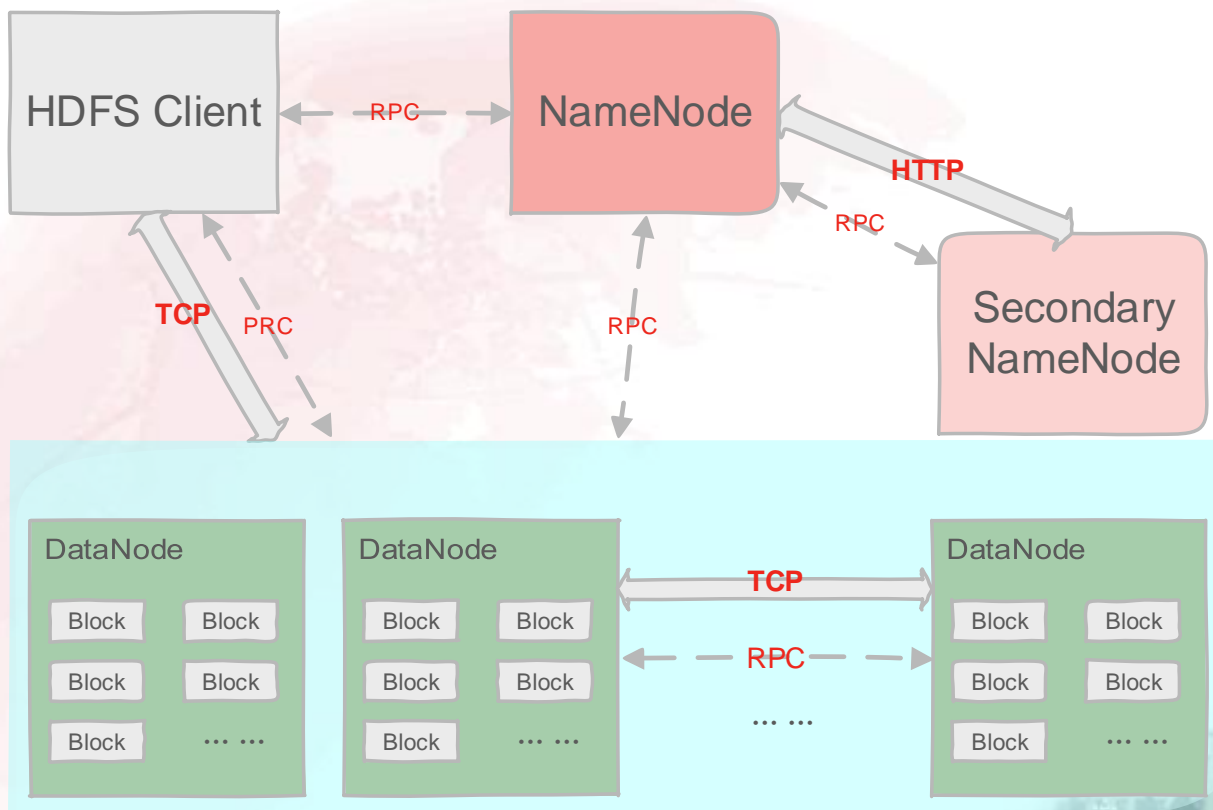 HDFS Client
RPC
NameNode
HTTP
RPC
Secondary
NameNode
TCP
PRC
RPC
DataNode
Block Block
Block Block
Block ... ...
DataNode
Block Block
Block Block
Block ... ...
TCP
RPC
... ...
DataNode
Block Block
Block Block
Block ... ...